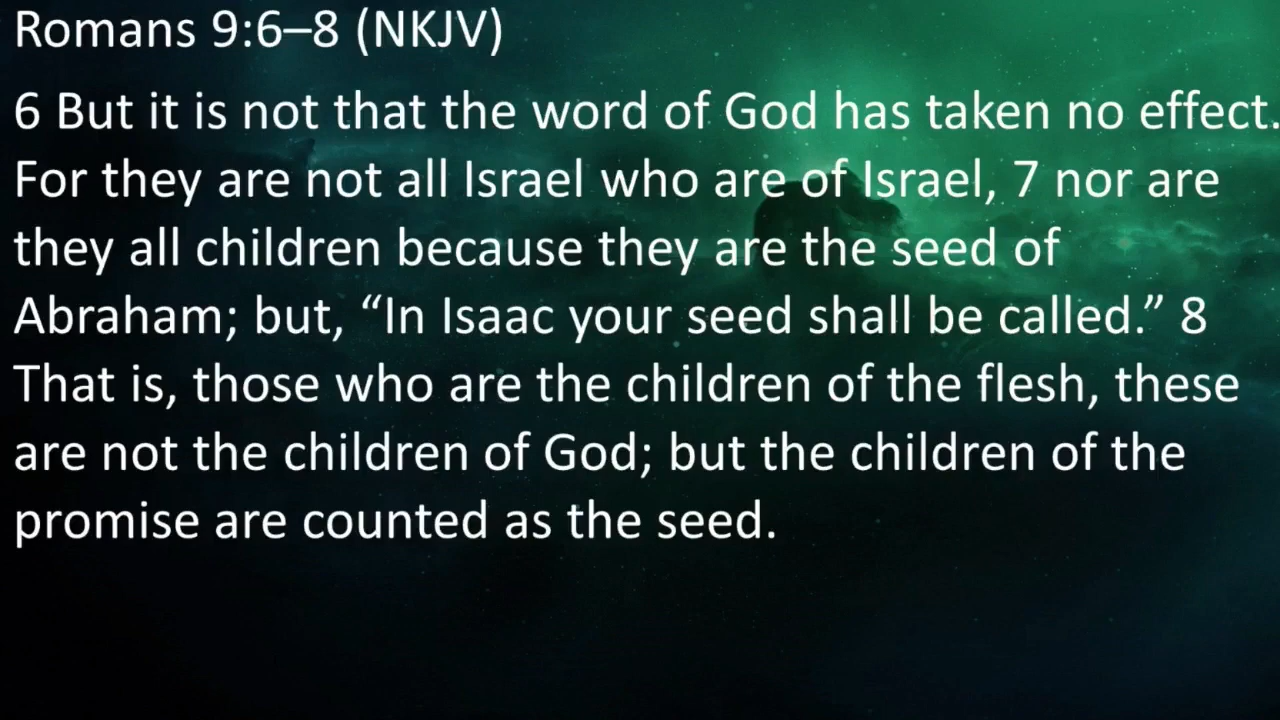 Romans 9:6–8 (NKJV)
6 But it is not that the word of God has taken no effect.
For they are not all Israel who are of Israel, 7 nor are
they all children because they are the seed of
Abraham; but, “In Isaac your seed shall be called.” 8
That is, those who are the children of the flesh, these
are not the children of God; but the children of the
promise are counted as the seed.